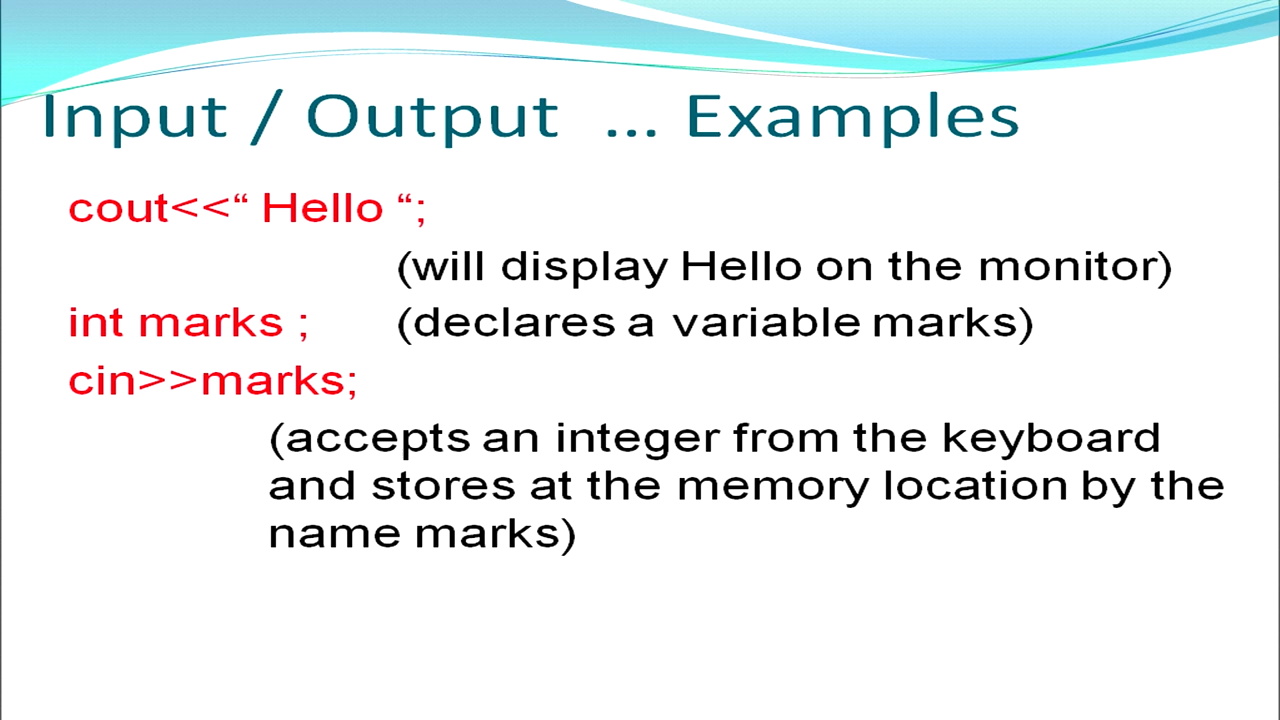 Input / Output ... Examples
cout<<“ Hello “;
(will display Hello on the monitor)
int marks ; (declares a variable marks)
cin>>marks;
(accepts an integer from the keyboard
and stores at the memory location by the
name marks)